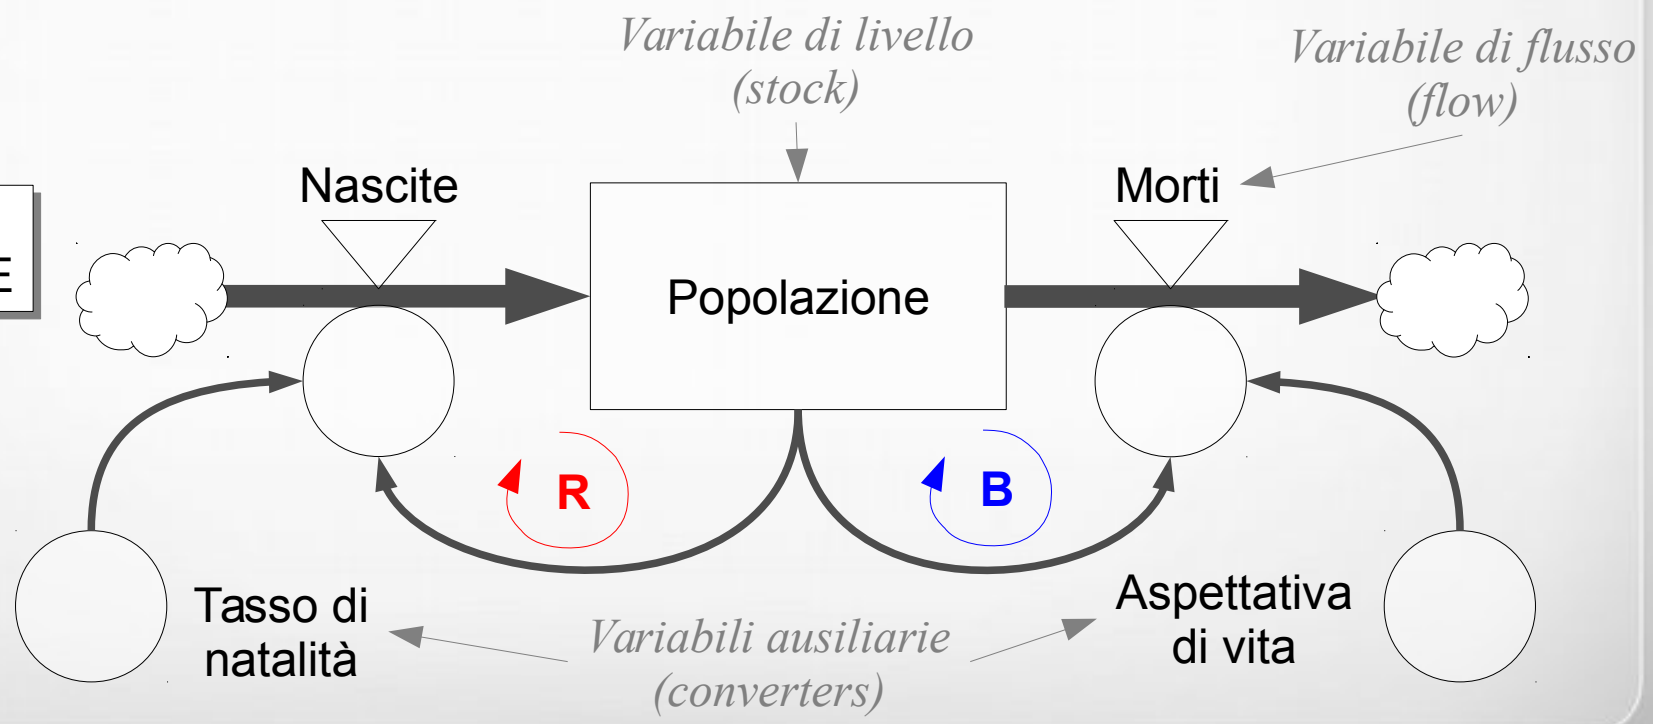 Variabile di livello
(stock)
Variabile di flusso
(flow)
Nascite
Morti
E
Popolazione
R
B
Tasso di
natalità
Variabili ausiliarie
(converters)
Aspettativa
di vita